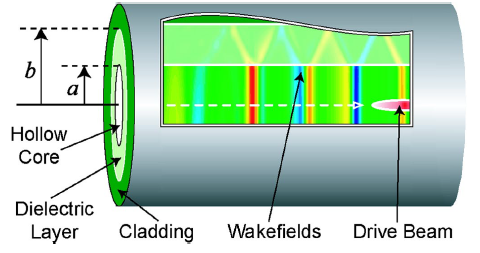 b
a
Hollow
Core
Dielectric
Layer
Cladding
Wakefields
Drive Beam